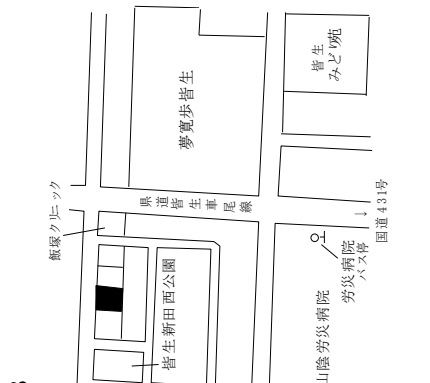 皆生
みどり苑
夢寛歩皆生
県道皆生車尾線
飯塚クリニック
国道431号
←
労災病院
バス停
山陰労災病院
皆生新田西公園